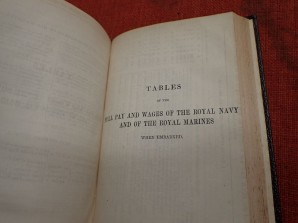 TABLES
OF THE
PAY AND WAGES OF THE ROYAL NAVY
AND OF THE ROYAL MARINES
WHEN EMBARKED.